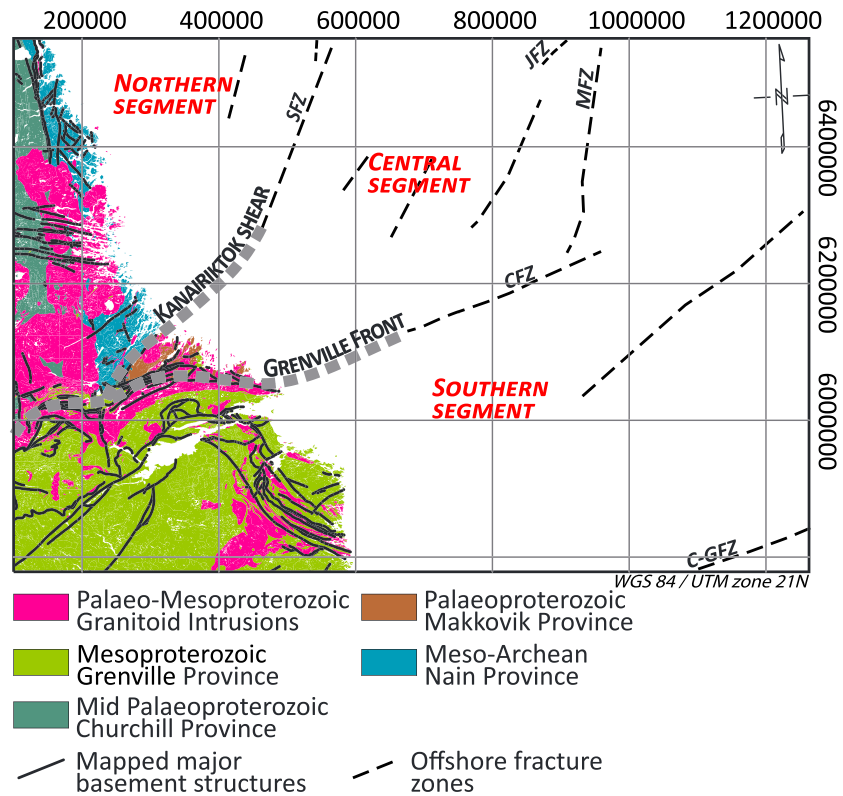 200000 400000 600000 800000 1000000 1200000
NORTHERN
SEGMENT
SFZ
JFZ
MFZ
6400000
CENTRAL
SEGMENT
KANAIRIKTOK SHEAR
6200000
CFZ
GRENVILLE FRONT
SOUTHERN
SEGMENT
6000000
C-GFZ
WGS 84 / UTM zone 21N
Palaeo-Mesoproterozoic
Granitoid Intrusions
Palaeoproterozoic
Makkovik Province
Mesoproterozoic
Grenville Province
Meso-Archean
Nain Province
Mid Palaeoproterozoic
Churchill Province
Mapped major
basement structures
Offshore fracture
zones